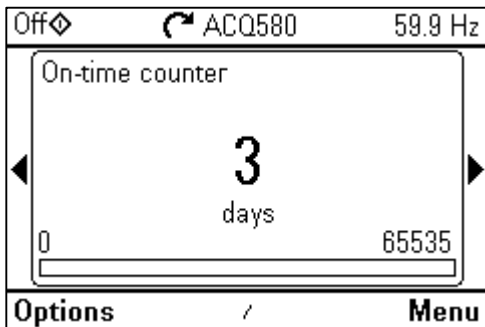 Off ACQ580 59.9 Hz
On-time counter
3
days
0 65535
Options / Menu